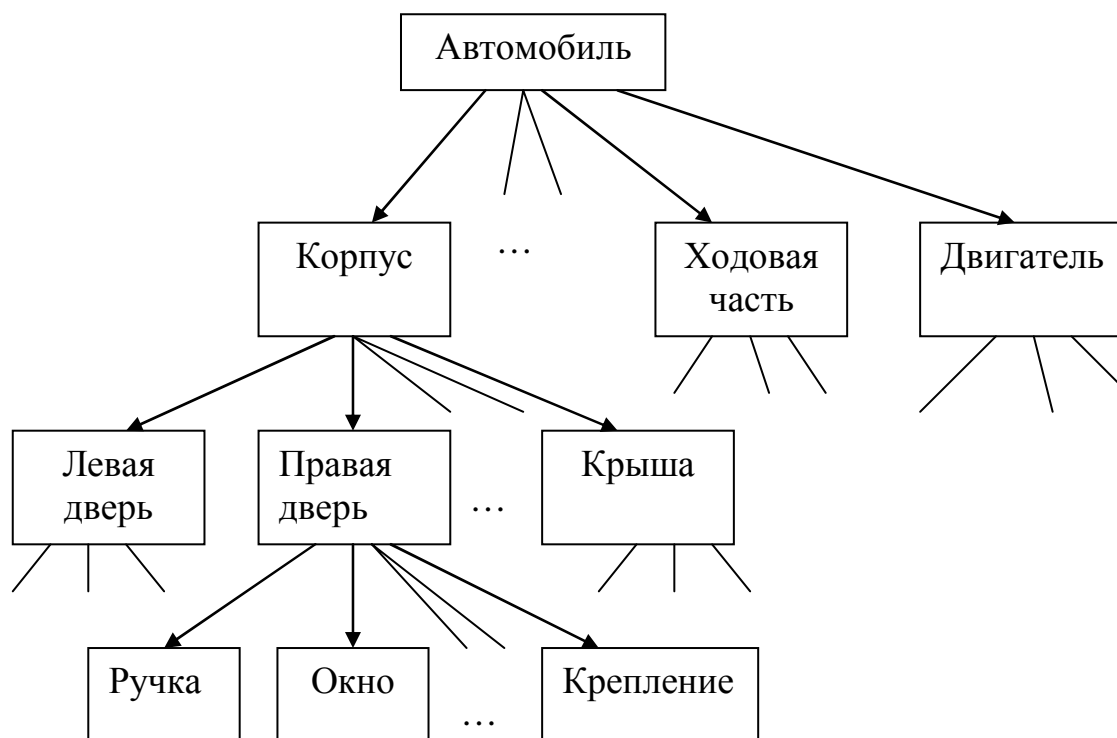 Автомобиль
Корпус
...
Ходовая
часть
Двигатель
Левая
дверь
Правая
дверь
...
Крыша
Ручка
Окно
...
Крепление